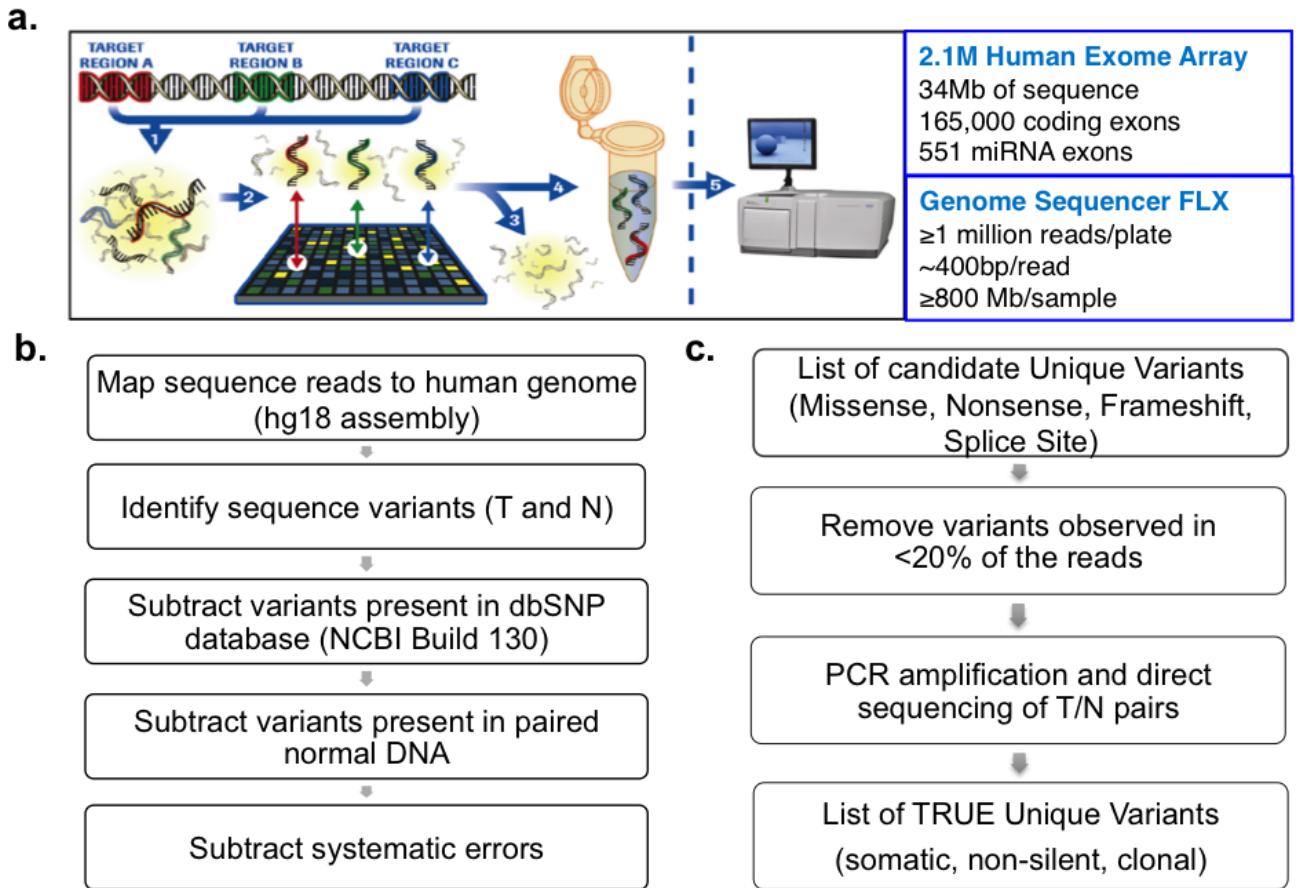 a.
TARGET
REGION A
TARGET
REGION B
TARGET
REGION C
1
2
3
4
5
2.1M Human Exome Array
34Mb of sequence
165,000 coding exons
551 miRNA exons
Genome Sequencer FLX
≥1 million reads/plate
~400bp/read
≥800 Mb/sample
b.
Map sequence reads to human genome
(hg18 assembly)
Identify sequence variants (T and N)
Subtract variants present in dbSNP
database (NCBI Build 130)
Subtract variants present in paired
normal DNA
Subtract systematic errors
c.
List of candidate Unique Variants
(Missense, Nonsense, Frameshift,
Splice Site)
Remove variants observed in
<20% of the reads
PCR amplification and direct
sequencing of T/N pairs
List of TRUE Unique Variants
(somatic, non-silent, clonal)